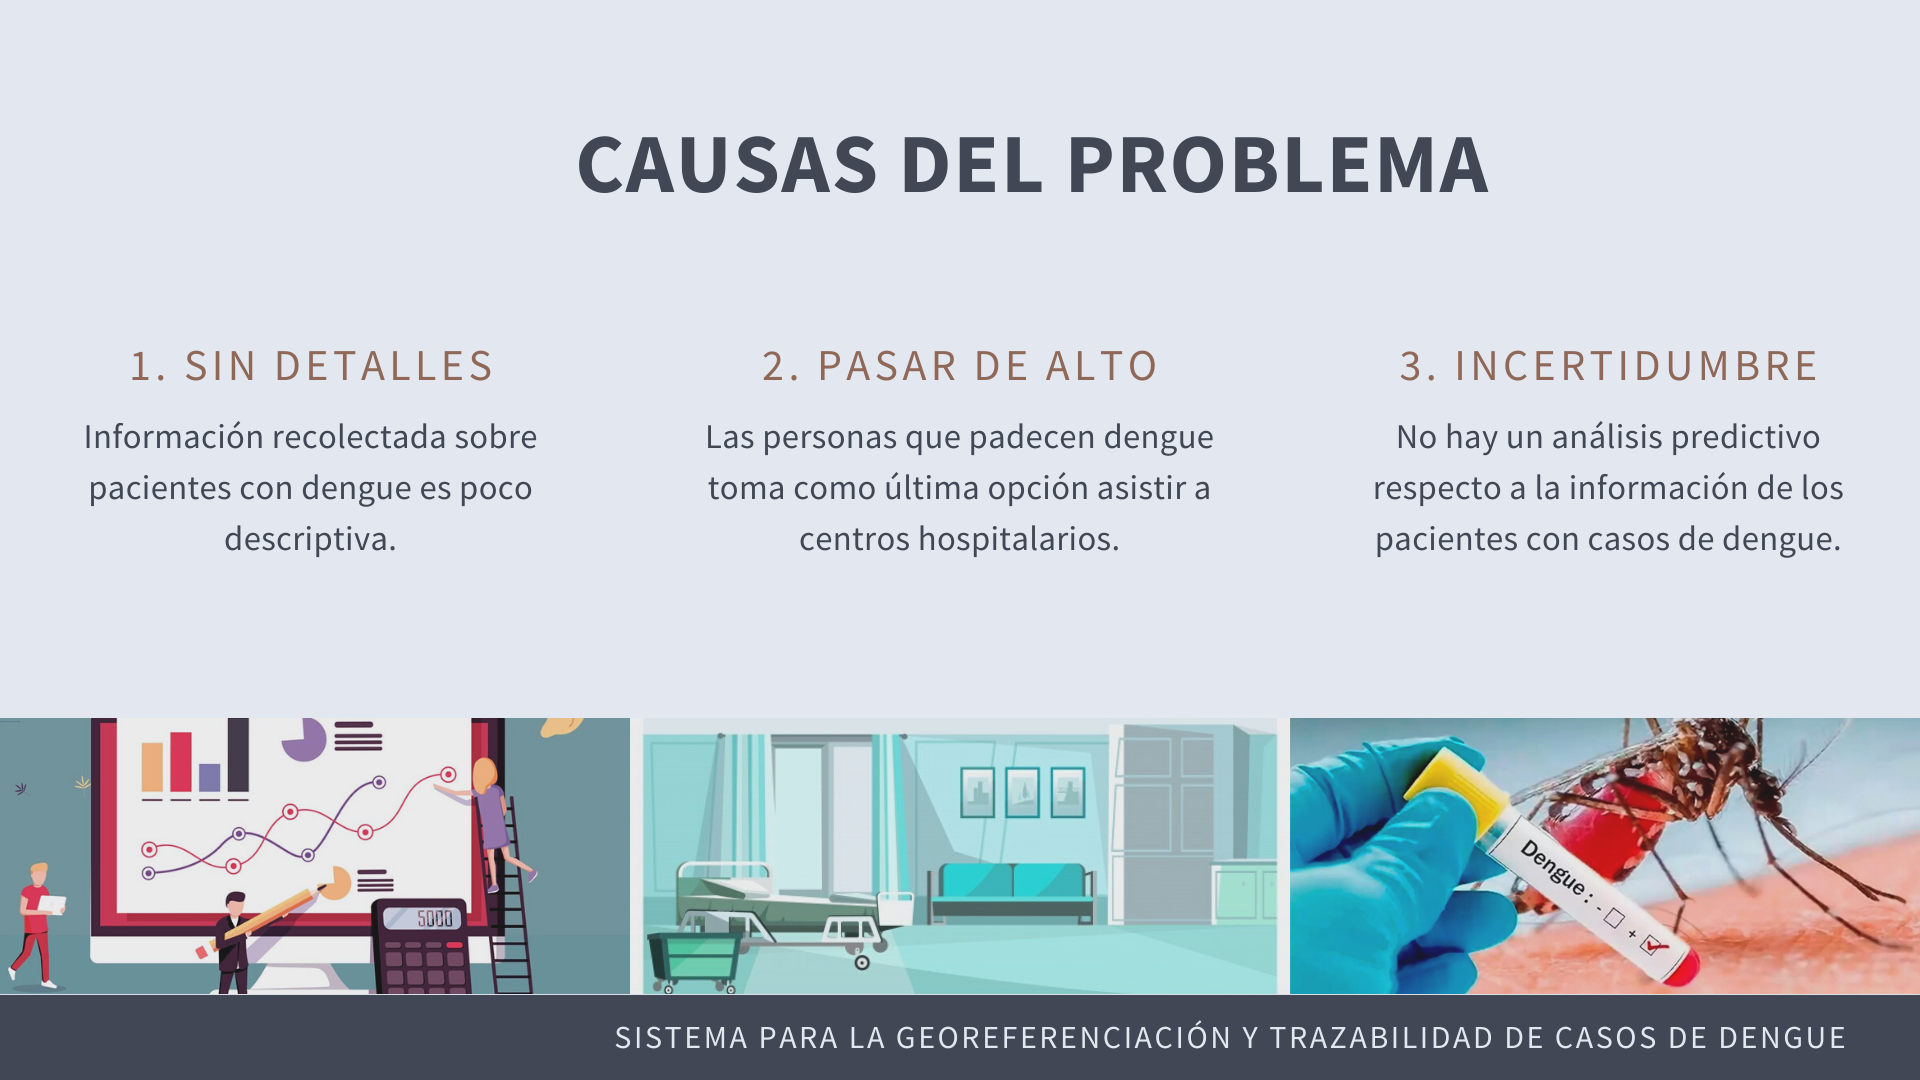 CAUSAS DEL PROBLEMA
1. SIN DETALLES
Información recolectada sobre
pacientes con dengue es poco
descriptiva.
2. PASAR DE ALTO
Las personas que padecen dengue
toma como última opción asistir a
centros hospitalarios.
3. INCERTIDUMBRE
No hay un análisis predictivo
respecto a la información de los
pacientes con casos de dengue.
5000
Dengue : - ☐ + ☑
SISTEMA PARA LA GEOREFERENCIACIÓN Y TRAZABILIDAD DE CASOS DE DENGUE